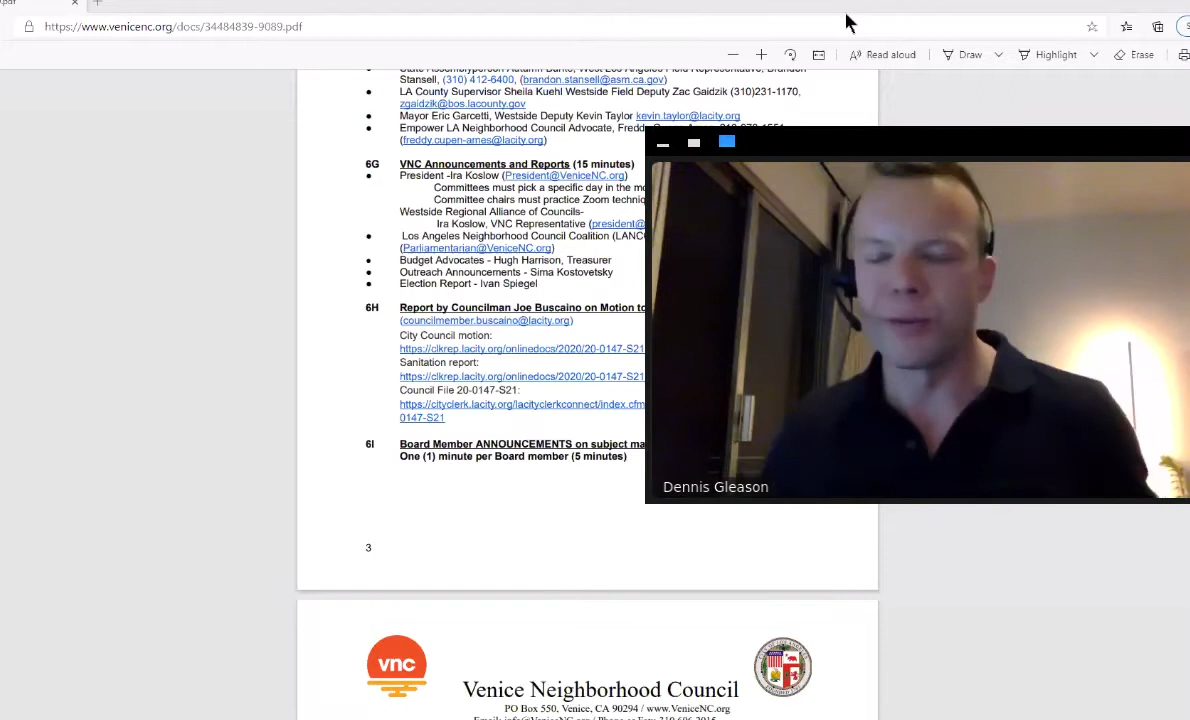 .pdf
https://www.venicenc.org/docs/34484839-9089.pdf
Read aloud
Draw
Highlight
Erase
Stansell, (310) 412-6400, (brandon.stansell@asm.ca.gov)
LA County Supervisor Sheila Kuehl Westside Field Deputy Zac Gaidzik (310)231-1170,
zgaidzik@bos.lacounty.gov
Mayor Eric Garcetti, Westside Deputy Kevin Taylor kevin.taylor@lacity.org
Empower LA Neighborhood Council Advocate,
(freddy.cupen-ames@lacity.org)
6G VNC Announcements and Reports (15 minutes)
President -Ira Koslow (President@VeniceNC.org)
Committees must pick a specific day in the
Committee chairs must practice Zoom
Westside Regional Alliance of Councils-
Ira Koslow, VNC Representative (president@
Los Angeles Neighborhood Council Coalition
(Parliamentarian@VeniceNC.org)
Budget Advocates - Hugh Harrison, Treasurer
Outreach Announcements - Sima Kostovetsky
Election Report - Ivan Spiegel
6H Report by Councilman Joe Buscaino on Motion to
(councilmember.buscaino@lacity.org)
City Council motion:
https://clkrep.lacity.org/onlinedocs/2020/20-0147-S21
Sanitation report:
https://clkrep.lacity.org/onlinedocs/2020/20-0147-S21
Council File 20-0147-S21:
https://cityclerk.lacity.org/lacityclerkconnect/index.cfm
0147-S21
6I Board Member ANNOUNCEMENTS on subject
One (1) minute per Board member (5 minutes)
Dennis Gleason
3
vnc
Venice Neighborhood Council
PO Box 550, Venice, CA 90294 / www.VeniceNC.org